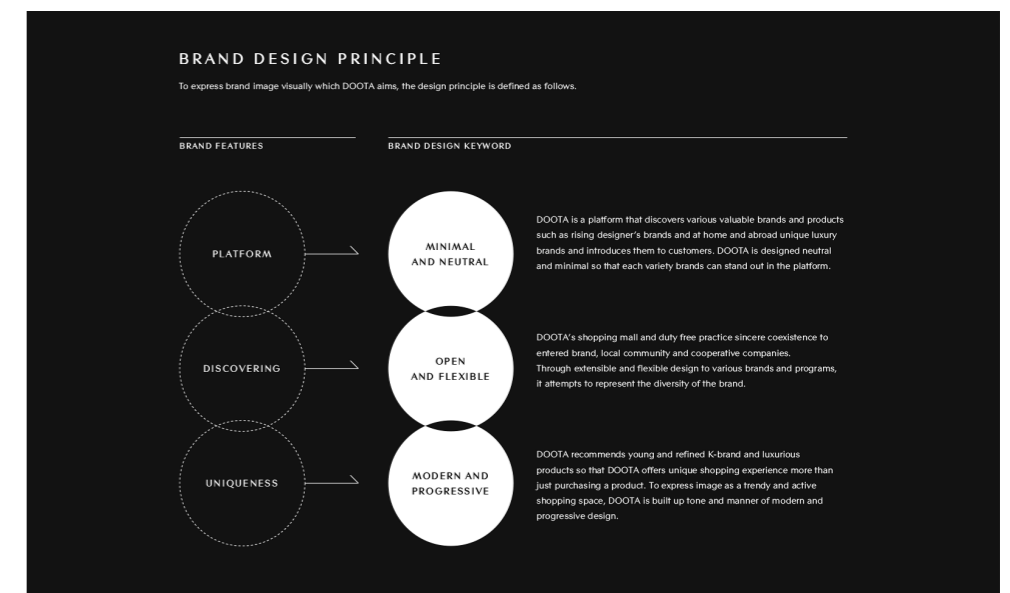 BRAND DESIGN PRINCIPLE
To express brand image visually which DOOTA aims, the design principle is defined as follows.
BRAND FEATURES
BRAND DESIGN KEYWORD
PLATFORM
MINIMAL
AND NEUTRAL
DOOTA is a platform that discovers various valuable brands and products
such as rising designer's brands and at home and abroad unique luxury
brands and introduces them to customers. DOOTA is designed neutral
and minimal so that each variety brands can stand out in the platform.
DISCOVERING
OPEN
AND FLEXIBLE
DOOTA's shopping mall and duty free practice sincere coexistence to
entered brand, local community and cooperative companies.
Through extensible and flexible design to various brands and programs,
it attempts to represent the diversity of the brand.
UNIQUENESS
MODERN AND
PROGRESSIVE
DOOTA recommends young and refined K-brand and luxurious
products so that DOOTA offers unique shopping experience more than
just purchasing a product. To express image as a trendy and active
shopping space, DOOTA is built up tone and manner of modern and
progressive design.